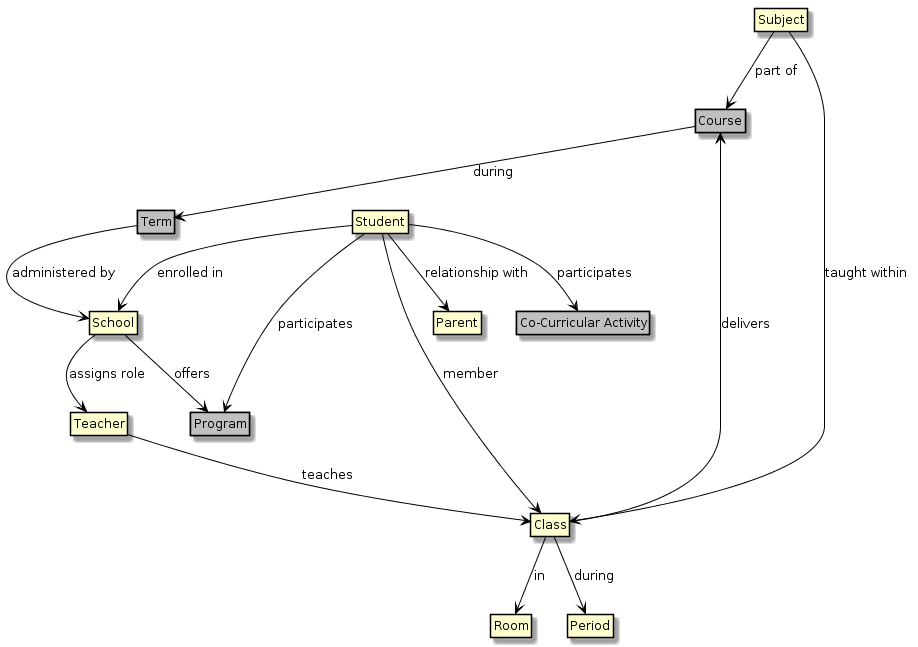 Subject
part of
Course
during
Term
Student
administered by
enrolled in
relationship with
participates
taught within
School
participates
Parent
Co-Curricular Activity
delivers
assigns role
offers
member
Teacher
Program
teaches
Class
in
during
Room
Period